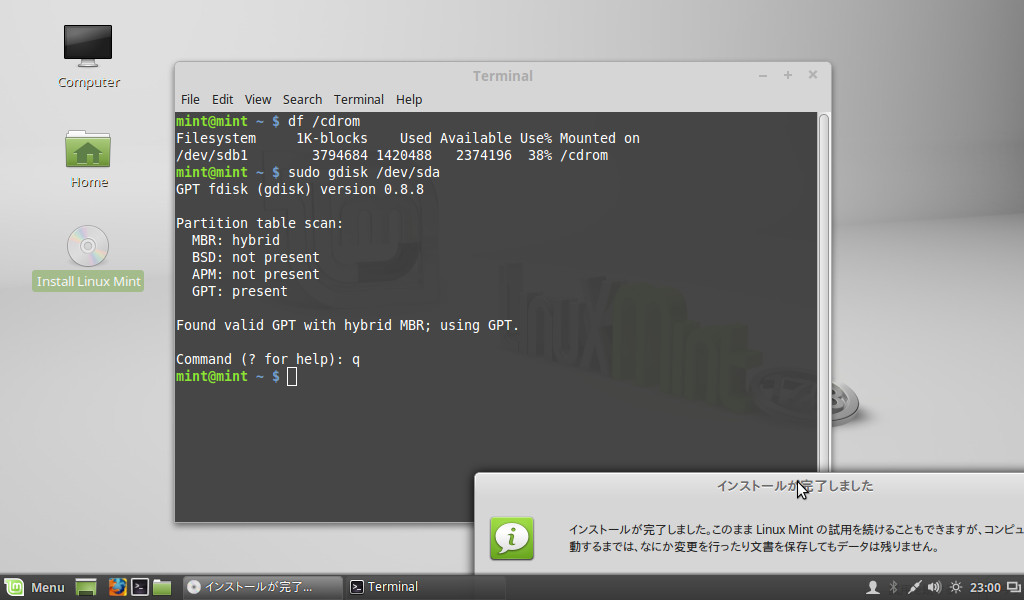 Computer
Home
Install Linux Mint
Terminal
File Edit View Search Terminal Help
mint@mint ~ $ df /cdrom
Filesystem     1K-blocks    Used Available Use% Mounted on
/dev/sdb1        3794684 1420488   2374196  38% /cdrom
mint@mint ~ $ sudo gdisk /dev/sda
GPT fdisk (gdisk) version 0.8.8
Partition table scan:
  MBR: hybrid
  BSD: not present
  APM: not present
  GPT: present
Found valid GPT with hybrid MBR; using GPT.
Command (? for help): q
mint@mint ~ $
Linux Mint
インストールが完了しました
インストールが完了しました。このまま Linux Mint の試用を続けることもできますが、コンピュ
動するまでは、なにか変更を行ったり文書を保存してもデータは残りません。
Menu
インストールが完了...
Terminal
23:00